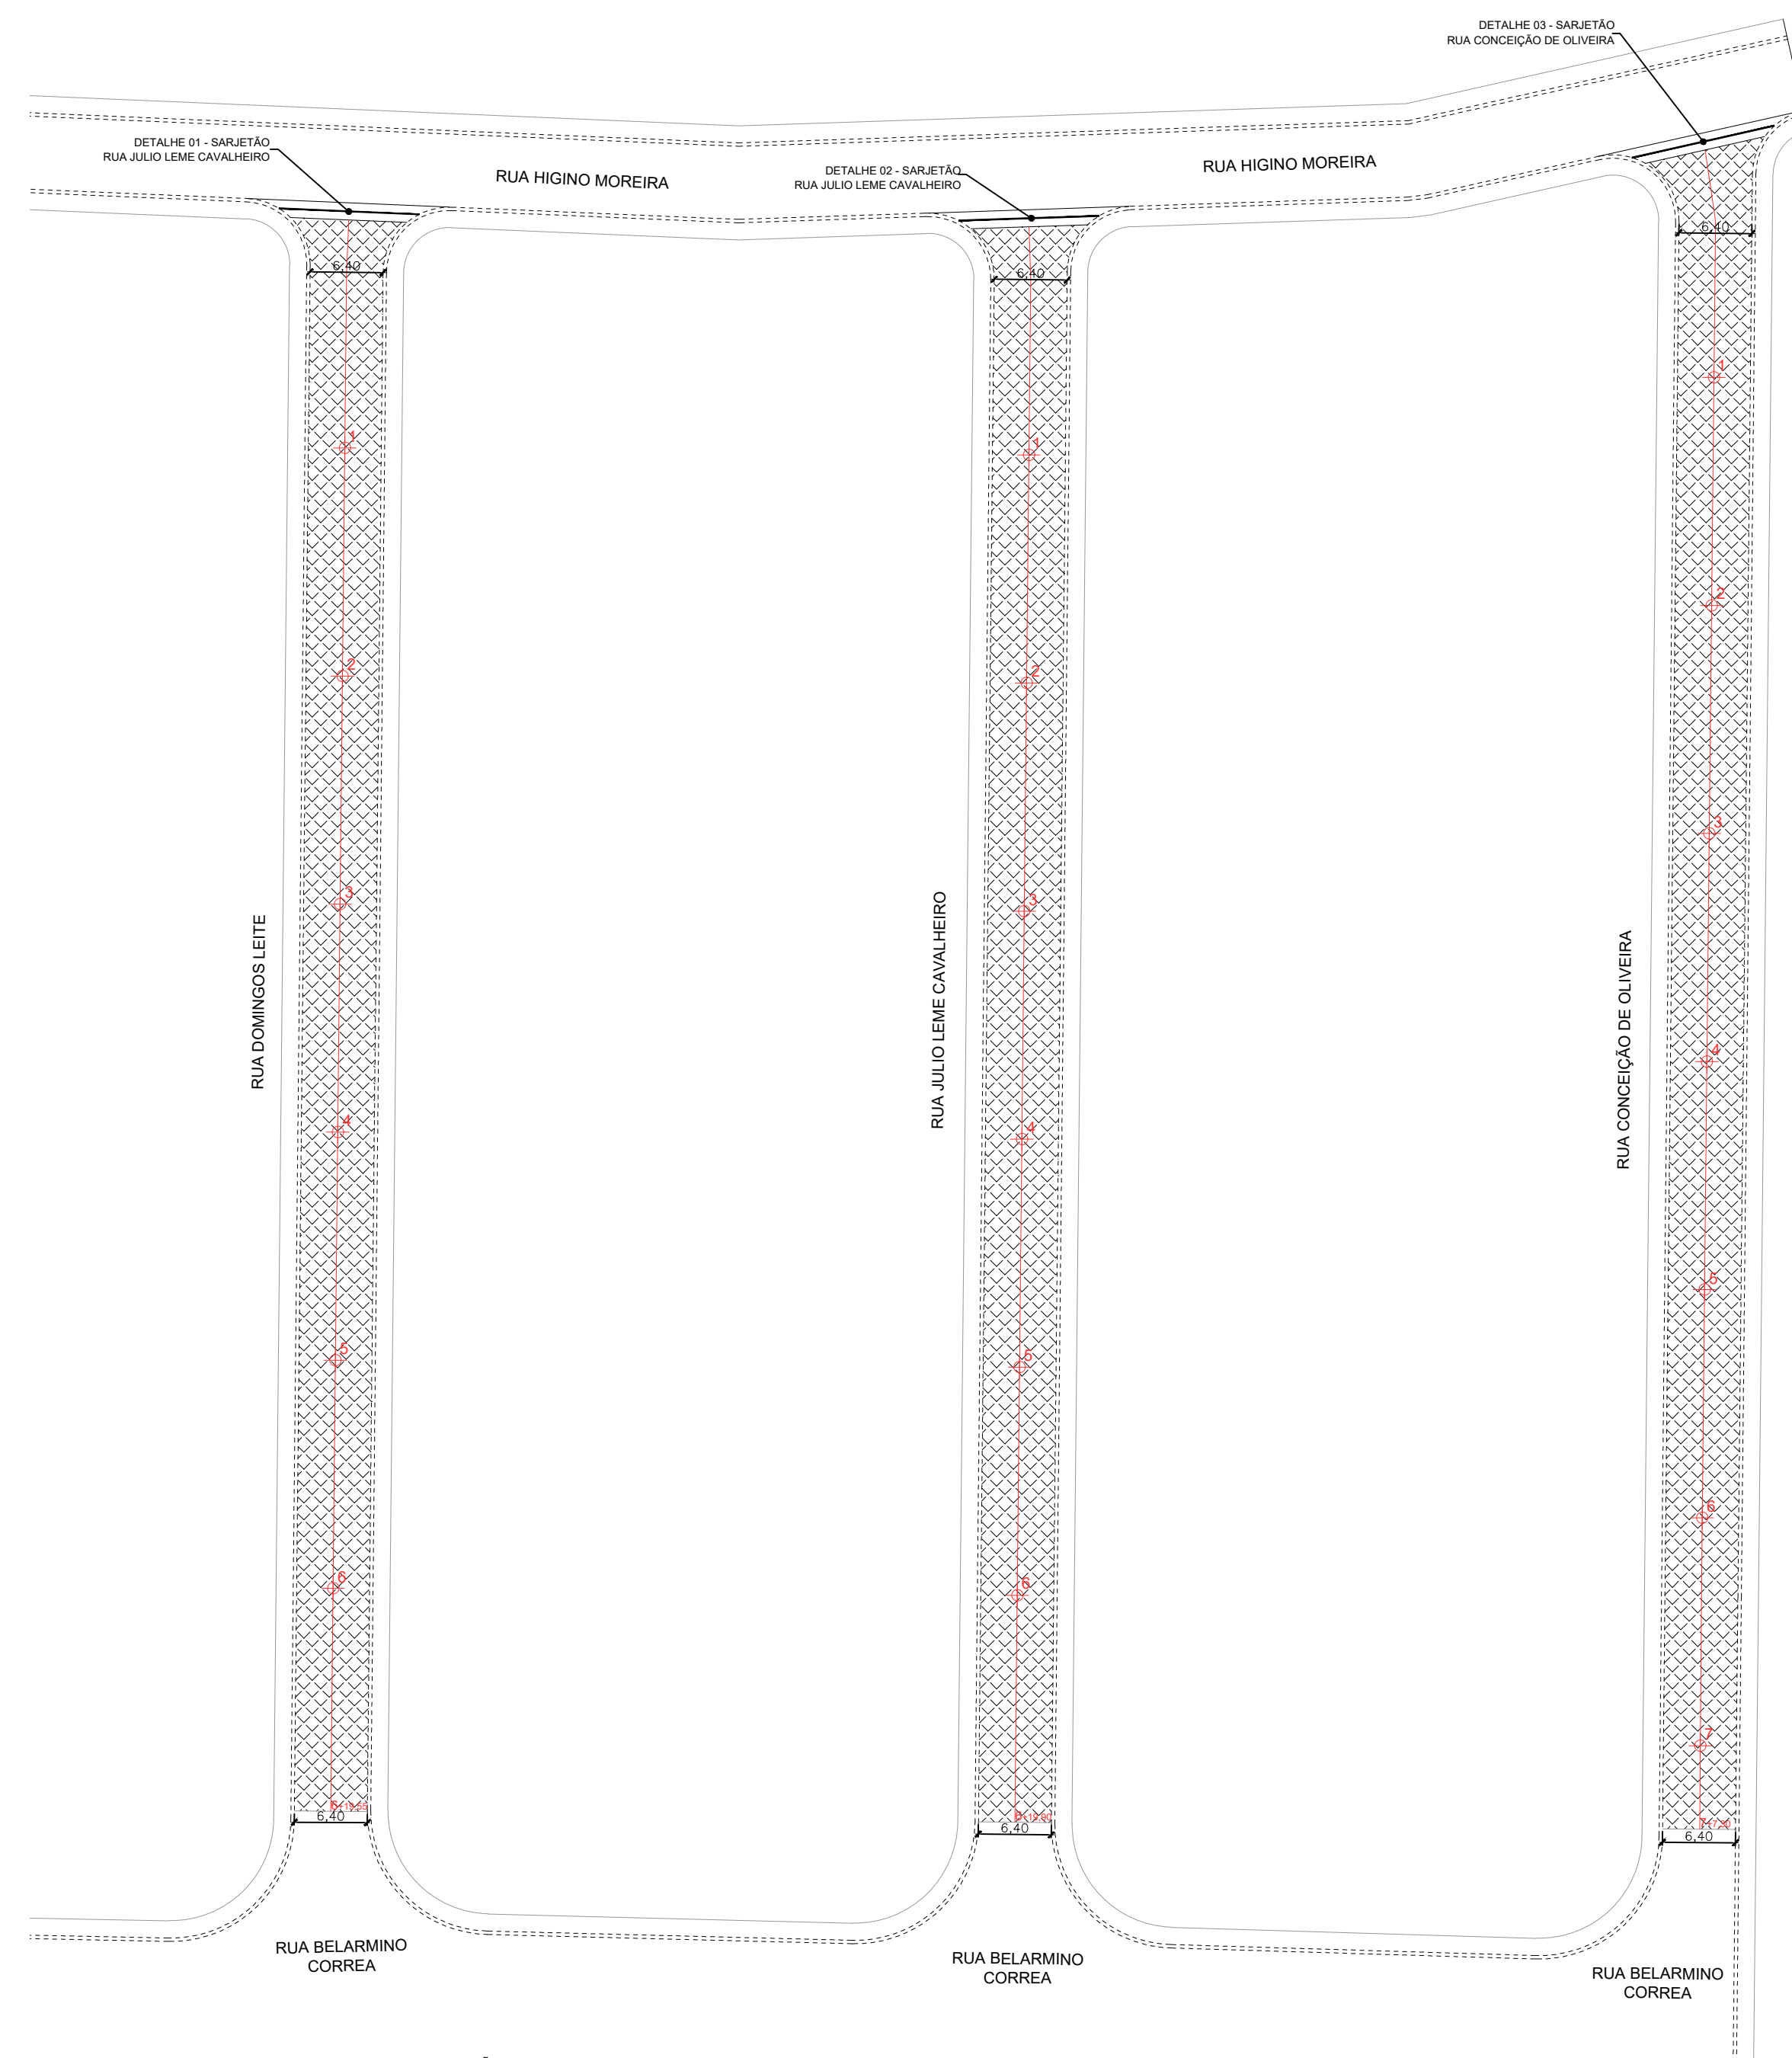 DETALHE 03 - SARJETÃO
RUA CONCEIÇÃO DE OLIVEIRA
DETALHE 01 - SARJETÃO
RUA JULIO LEME CAVALHEIRO
RUA HIGINO MOREIRA
DETALHE 02 - SARJETÃO
RUA JULIO LEME CAVALHEIRO
RUA HIGINO MOREIRA
6,40
6,40
6,40
1
2
3
4
5
6
6+19.55
6,40
RUA DOMINGOS LEITE
1
2
3
4
5
6
6,40
RUA JULIO LEME CAVALHEIRO
1
2
3
4
5
6
7
6,40
RUA CONCEIÇÃO DE OLIVEIRA
RUA BELARMINO
CORREA
RUA BELARMINO
CORREA
RUA BELARMINO
CORREA